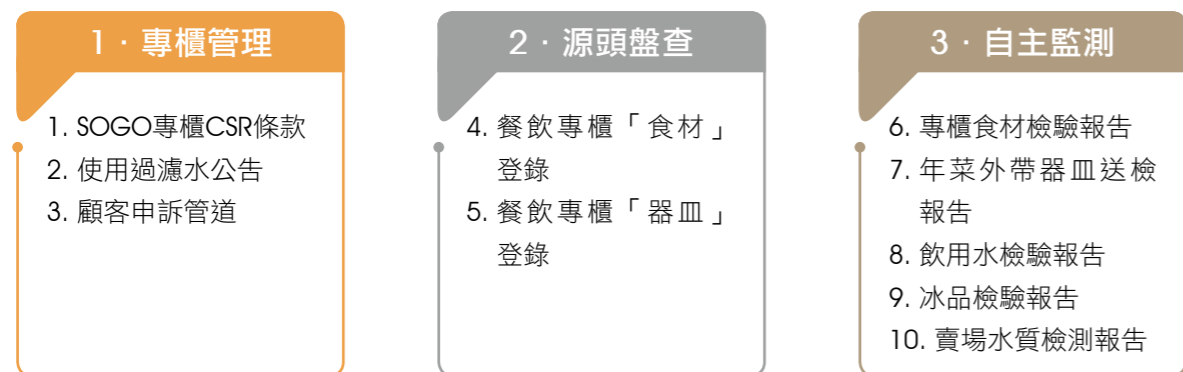 1．專櫃管理
1. SOGO專櫃CSR條款
2. 使用過濾水公告
3. 顧客申訴管道
2．源頭盤查
4. 餐飲專櫃「食材」
登錄
5. 餐飲專櫃「器皿」
登錄
3．自主監測
6. 專櫃食材檢驗報告
7. 年菜外帶器皿送檢
報告
8. 飲用水檢驗報告
9. 冰品檢驗報告
10. 賣場水質檢測報告